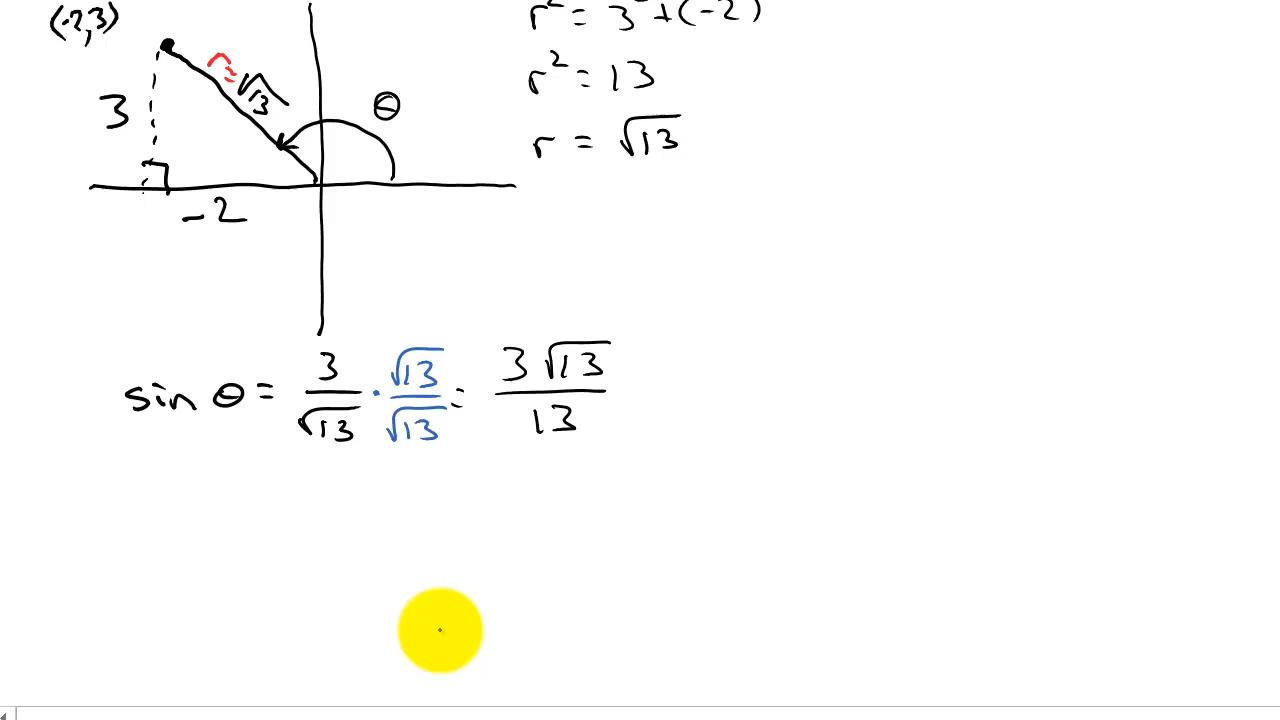 (-2,3)
r² = 3² + (-2)
r = √13
3
θ
r² = 13
r = √13
-2
sin θ = 3/√13 · √13/√13 = 3√13/13